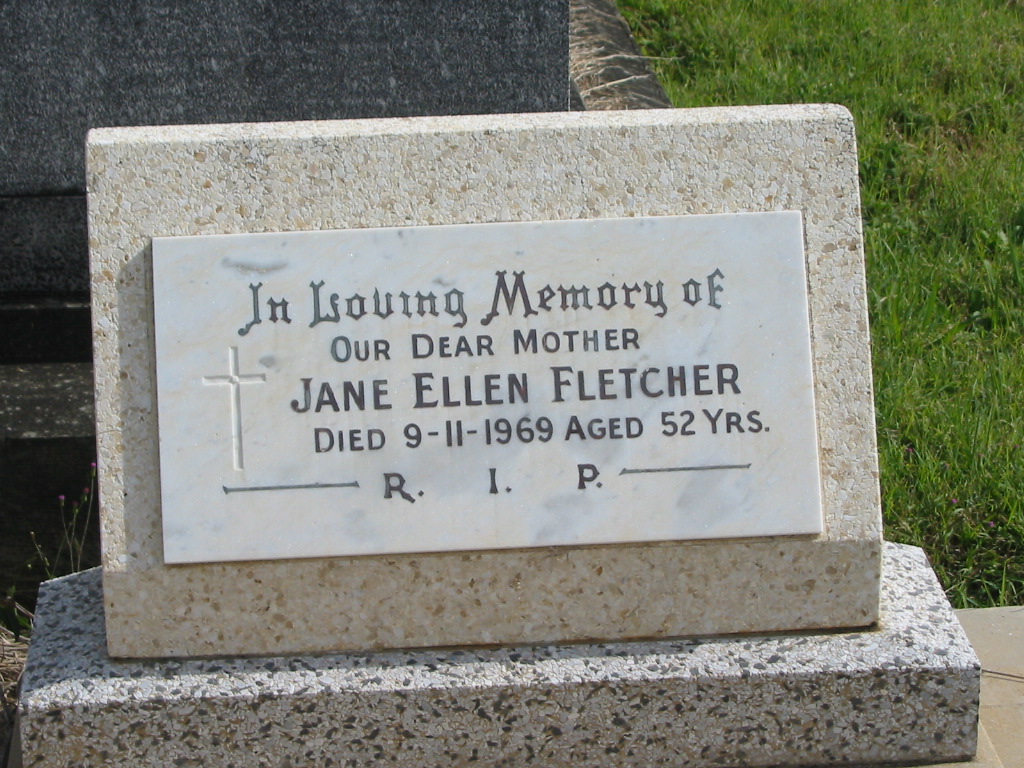 In Loving Memory of
OUR DEAR MOTHER
JANE ELLEN FLETCHER
DIED 9-11-1969 AGED 52 YRS.
R. I. P.